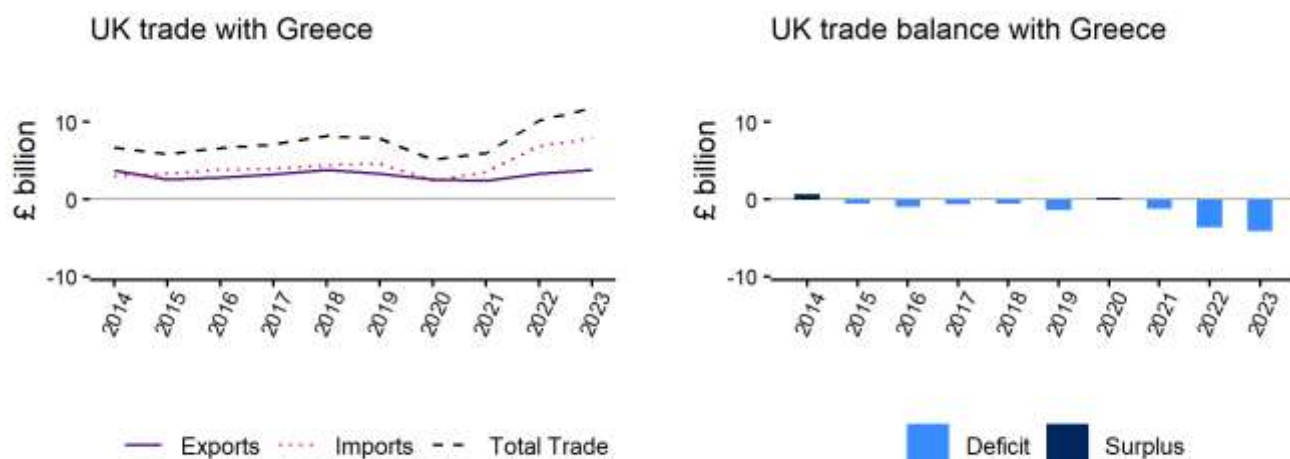 UK trade with Greece
£ billion
10
0
-10
2014
2015
2016
2017
2018
2019
2020
2021
2022
2023
Exports
Imports
Total Trade
UK trade balance with Greece
£ billion
10
0
-10
2014
2015
2016
2017
2018
2019
2020
2021
2022
2023
Deficit
Surplus